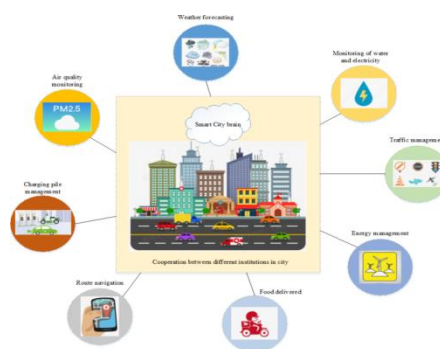 Weather forecasting
Air quality
monitoring
PM2.5
Monitoring of water
and electricity
Smart City brain
Traffic management
Charging pile
management
Cooperation between different institutions in city
Energy management
Route navigation
Food delivered